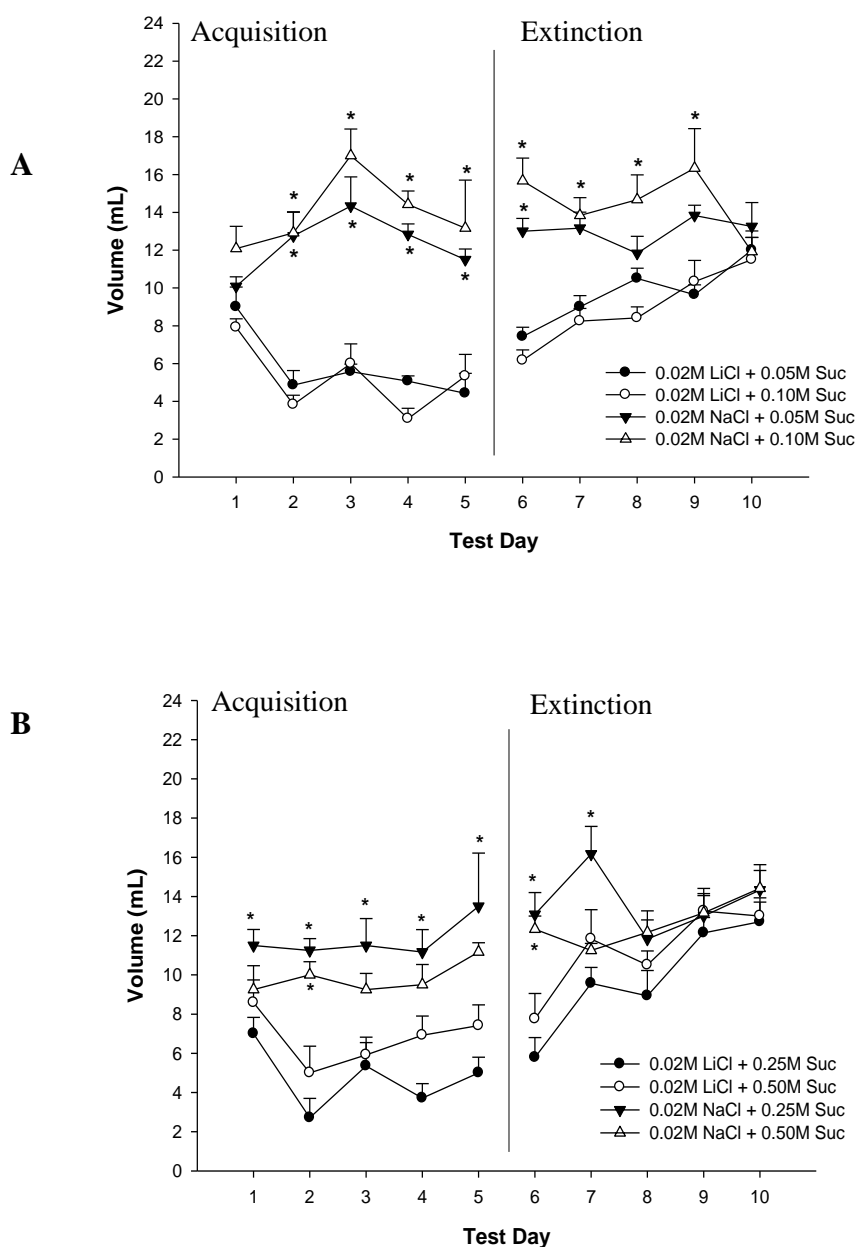 A
Acquisition
Extinction
Volume (mL)
24
22
20
18
16
14
12
10
8
6
4
2
0
* * * * * * * * * * * * *
0.02M LiCl + 0.05M Suc
0.02M LiCl + 0.10M Suc
0.02M NaCl + 0.05M Suc
0.02M NaCl + 0.10M Suc
1 2 3 4 5 6 7 8 9 10
Test Day
B
Acquisition
Extinction
Volume (mL)
24
22
20
18
16
14
12
10
8
6
4
2
0
* * * * * * * * *
0.02M LiCl + 0.25M Suc
0.02M LiCl + 0.50M Suc
0.02M NaCl + 0.25M Suc
0.02M NaCl + 0.50M Suc
1 2 3 4 5 6 7 8 9 10
Test Day